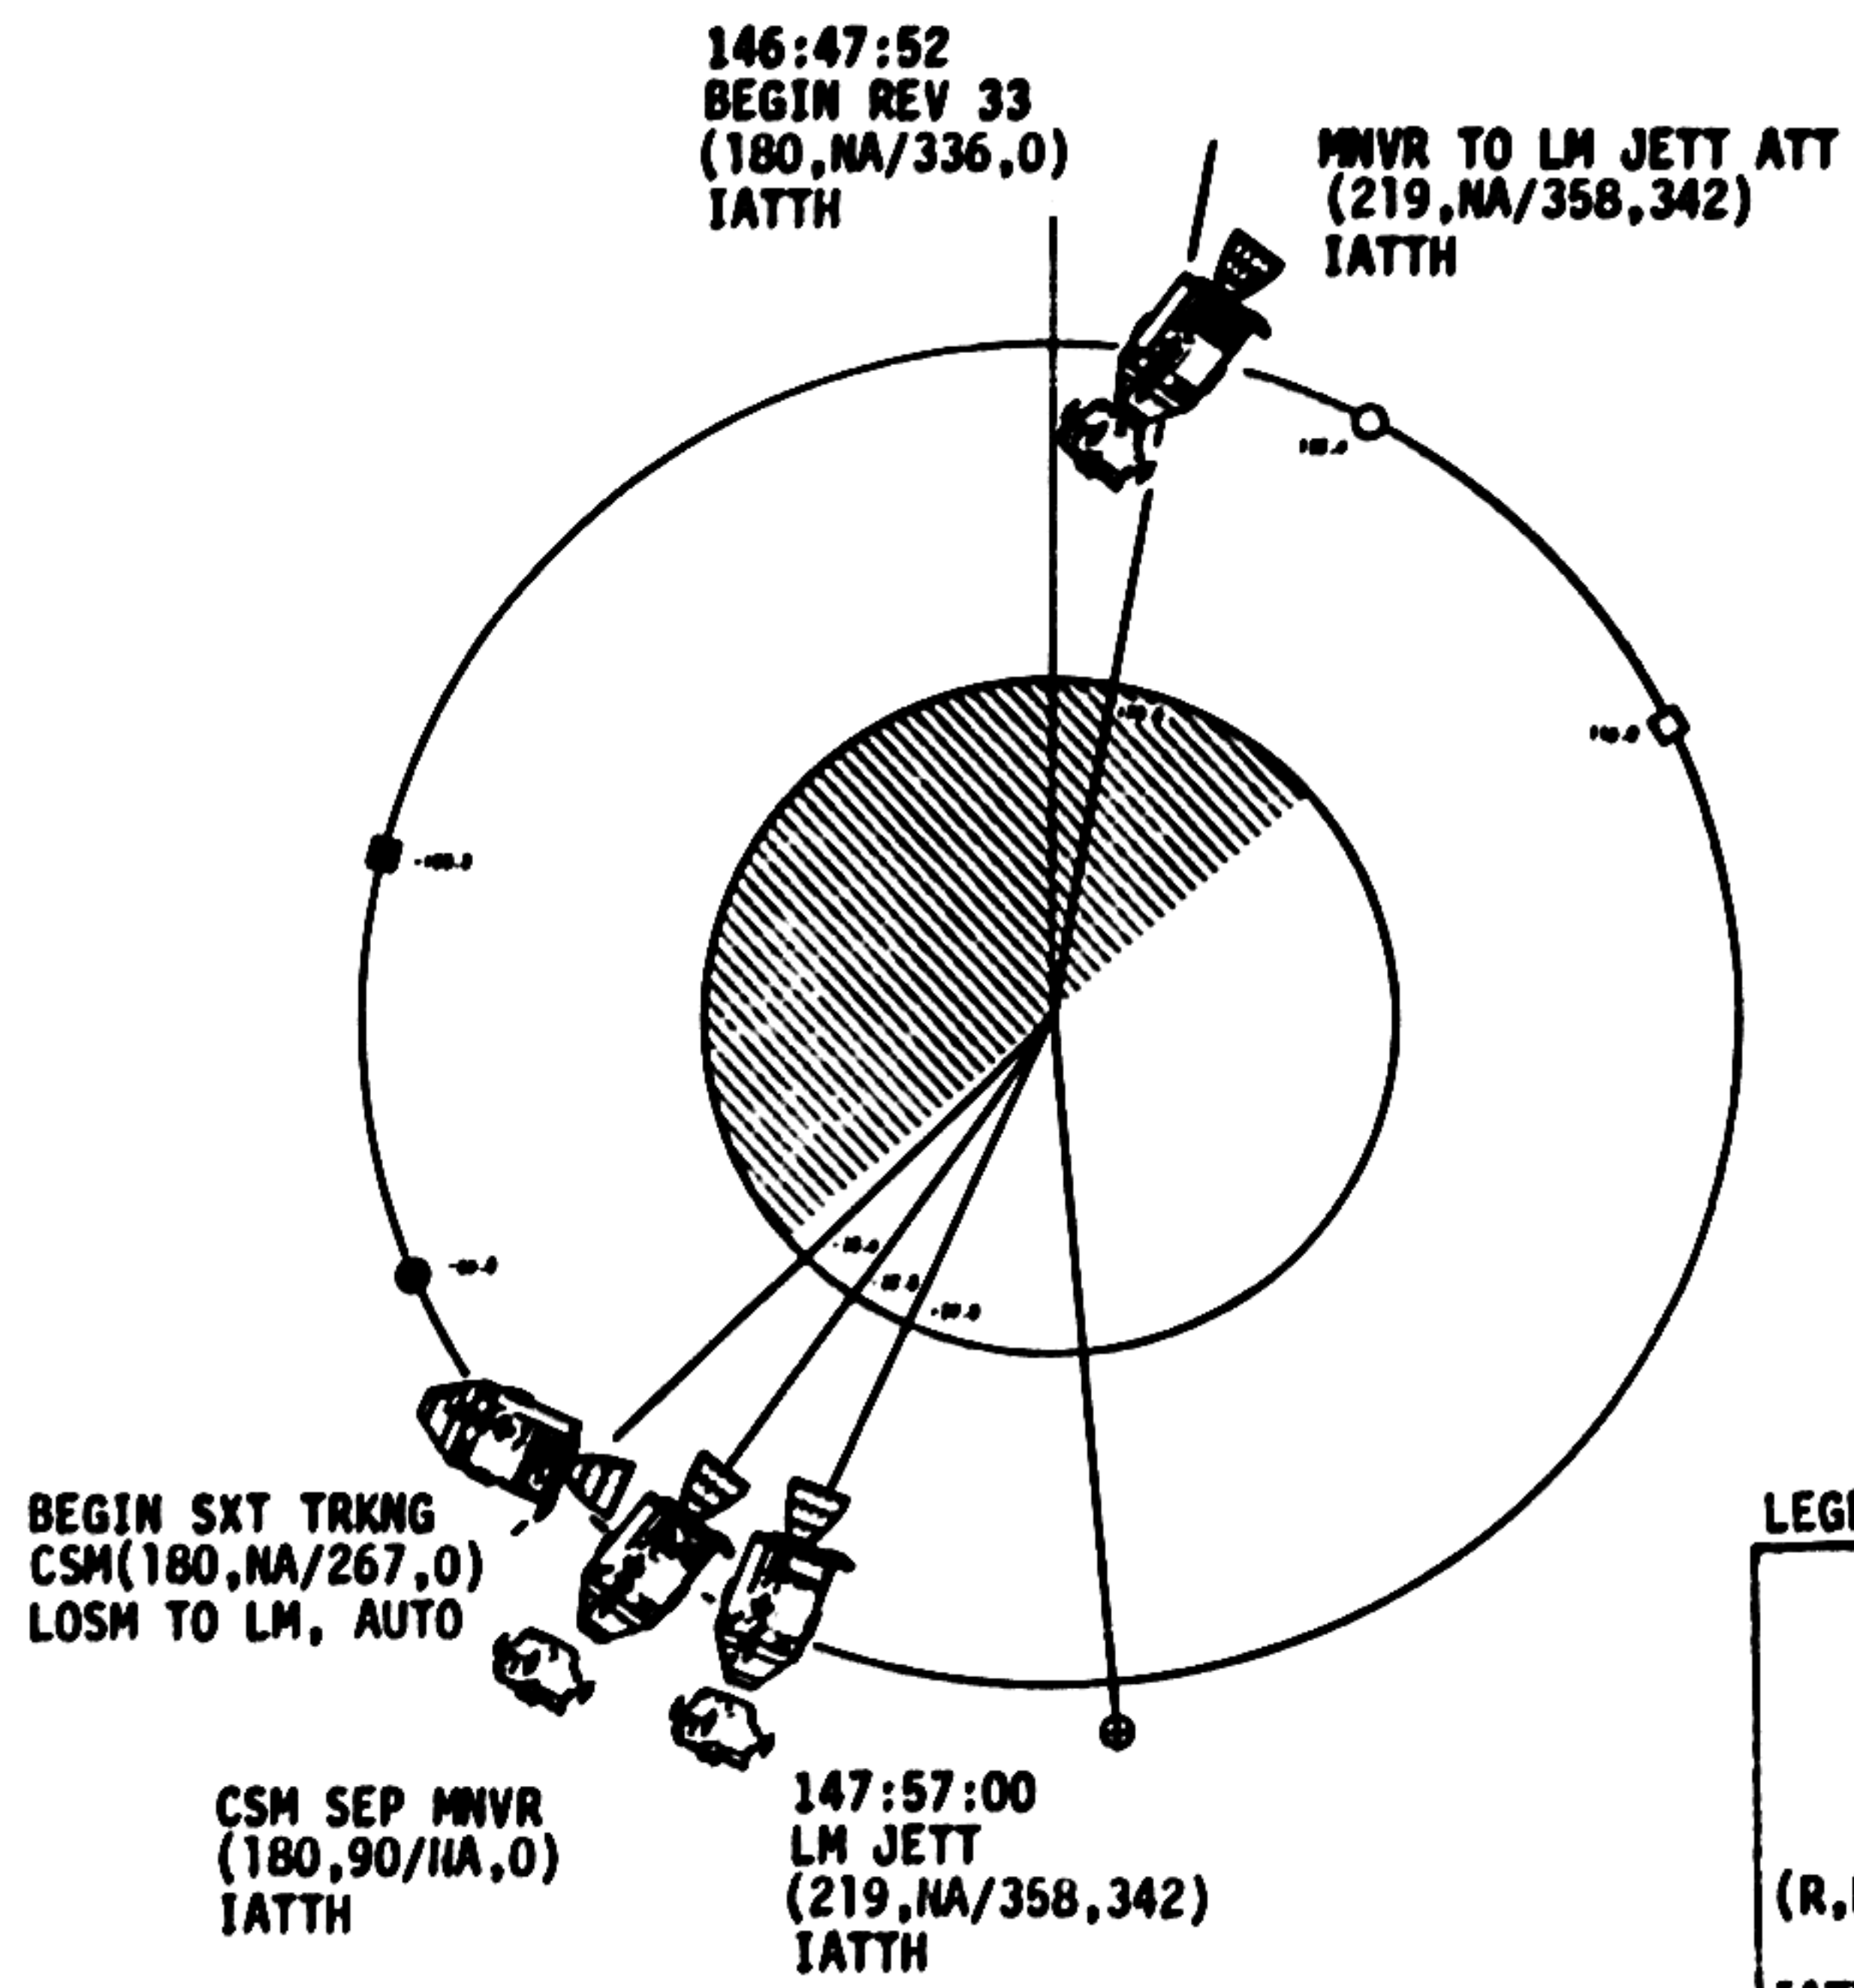 146:47:52
BEGIN REV 33
(180,NA/336,0)
IATTH
MNVR TO LM JETT ATT
(219,NA/358,342)
IATTH
BEGIN SXT TRKNG
CSM(180,NA/267,0)
LOSM TO LM, AUTO
CSM SEP MNVR
(180,90/NA,0)
IATTH
147:57:00
LM JETT
(219,NA/358,342)
IATTH